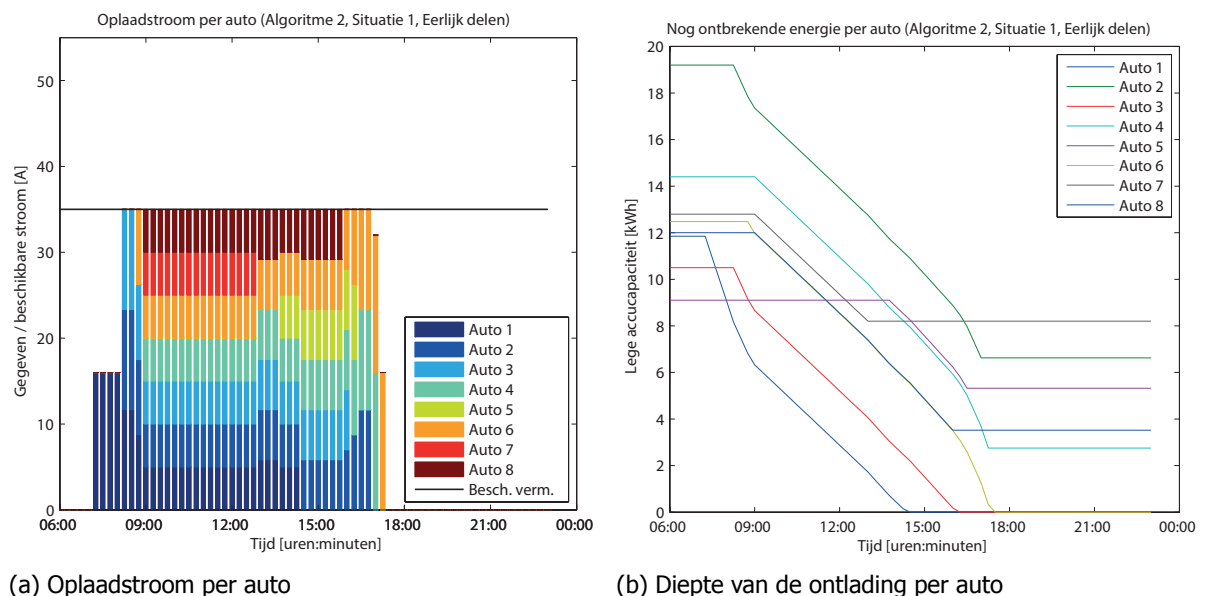 Oplaadstroom per auto (Algoritme 2, Situatie 1, Eerlijk delen)
Gegeven / beschikbare stroom [A]
50
40
30
20
10
0
06:00 09:00 12:00 15:00 18:00 21:00 00:00
Tijd [uren:minuten]
Auto 1
Auto 2
Auto 3
Auto 4
Auto 5
Auto 6
Auto 7
Auto 8
Besch. verm.
(a) Oplaadstroom per auto
Nog ontbrekende energie per auto (Algoritme 2, Situatie 1, Eerlijk delen)
Lege accucapaciteit [kWh]
20
18
16
14
12
10
8
6
4
2
0
06:00 09:00 12:00 15:00 18:00 21:00 00:00
Tijd [uren:minuten]
Auto 1
Auto 2
Auto 3
Auto 4
Auto 5
Auto 6
Auto 7
Auto 8
(b) Diepte van de ontlading per auto